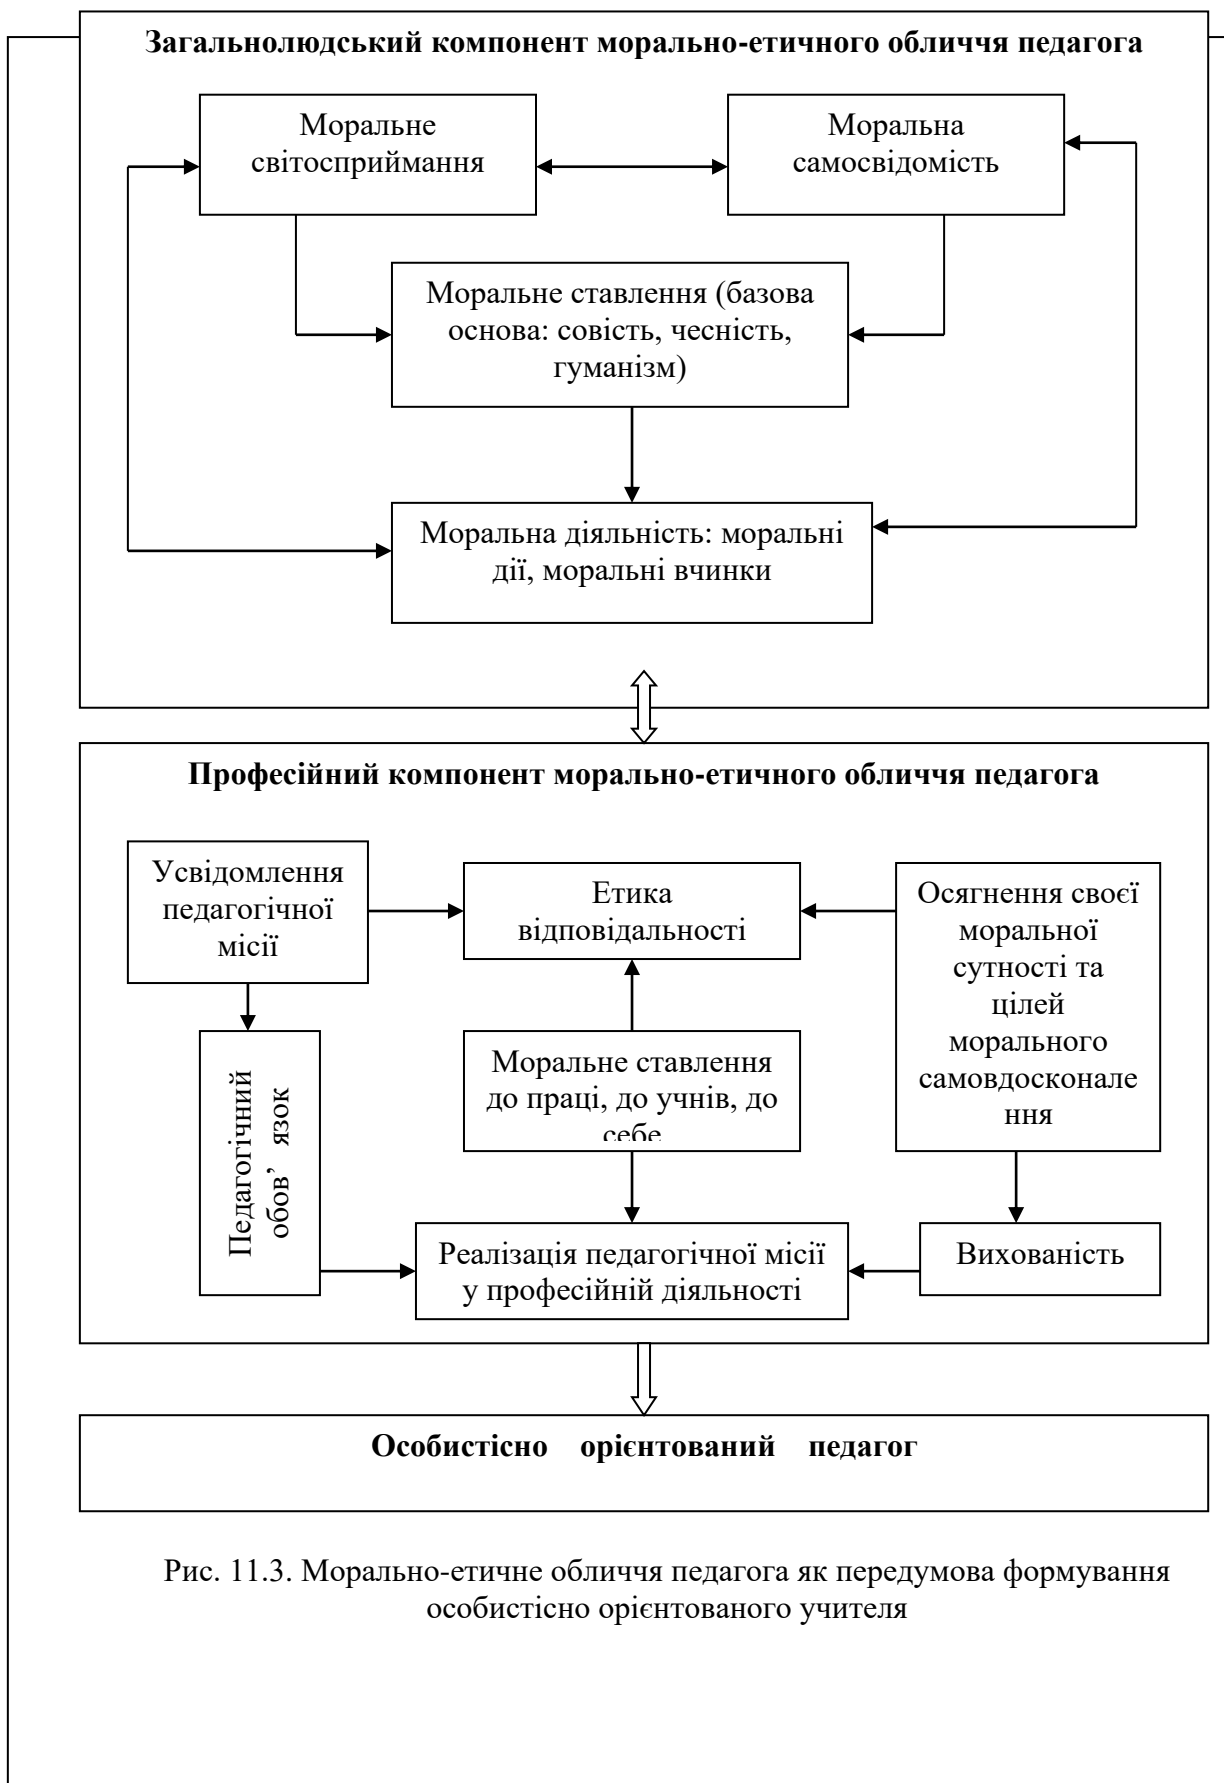 Загальнолюдський компонент морально-етичного обличчя педагога
Моральне
світосприймання
Моральна
самосвідомість
Моральне ставлення (базова
основа: совість, чесність,
гуманізм)
Моральна діяльність: моральні
дії, моральні вчинки
Професійний компонент морально-етичного обличчя педагога
Усвідомлення
педагогічної
місії
Етика
відповідальності
Осягнення своєї
моральної
сутності та
цілей
морального
самовдосконале
ння
Педагогічний
обов’ язок
Моральне ставлення
до праці, до учнів, до
себе
Реалізація педагогічної місії
у професійній діяльності
Вихованість
Особистісно орієнтований педагог
Рис. 11.3. Морально-етичне обличчя педагога як передумова формування
особистісно орієнтованого учителя